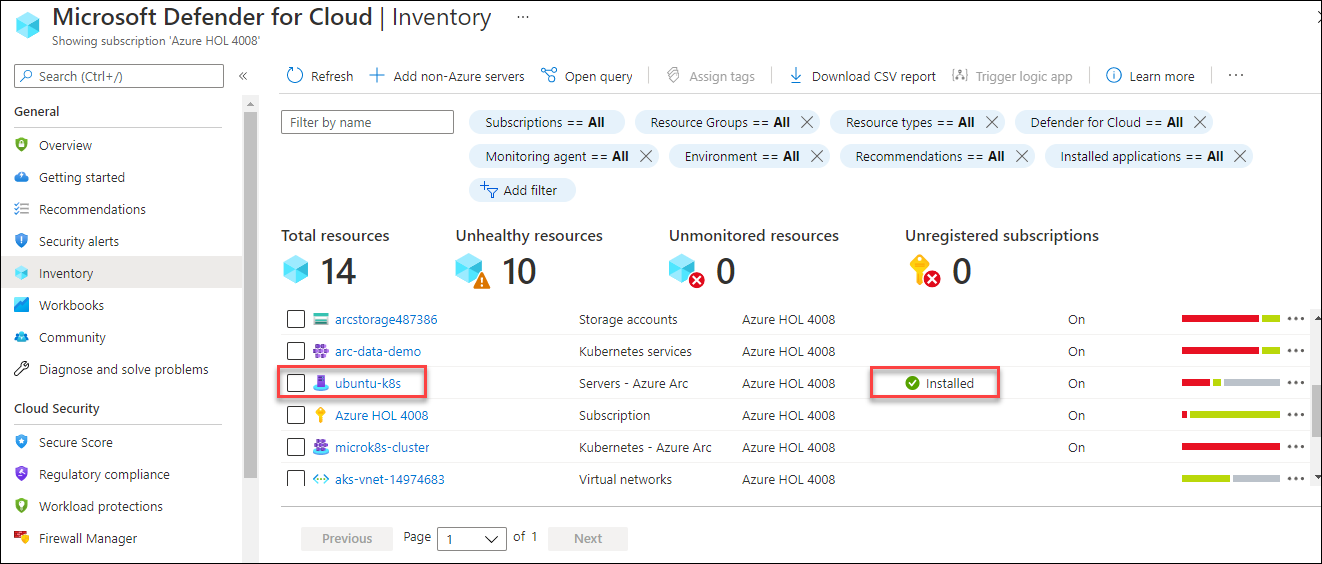 Microsoft Defender for Cloud | Inventory ...
Showing subscription 'Azure HOL 4008'
Search (Ctrl+/)
«
Refresh
Add non-Azure servers
Open query
Assign tags
Download CSV report
Trigger logic app
Learn more
...
General
Overview
Getting started
Recommendations
Security alerts
Inventory
Workbooks
Community
Diagnose and solve problems
Cloud Security
Secure Score
Regulatory compliance
Workload protections
Firewall Manager
Filter by name
Subscriptions == All
Resource Groups == All
Resource types == All
Defender for Cloud == All
Monitoring agent == All
Environment == All
Recommendations == All
Installed applications == All
Add filter
Total resources
14
Unhealthy resources
10
Unmonitored resources
0
Unregistered subscriptions
0
arcstorage487386 Storage accounts Azure HOL 4008 On ...
arc-data-demo Kubernetes services Azure HOL 4008 On ...
ubuntu-k8s Servers - Azure Arc Azure HOL 4008 Installed On ...
Azure HOL 4008 Subscription Azure HOL 4008 On ...
microk8s-cluster Kubernetes - Azure Arc Azure HOL 4008 On ...
aks-vnet-14974683 Virtual networks Azure HOL 4008 ...
Previous Page 1 of 1 Next